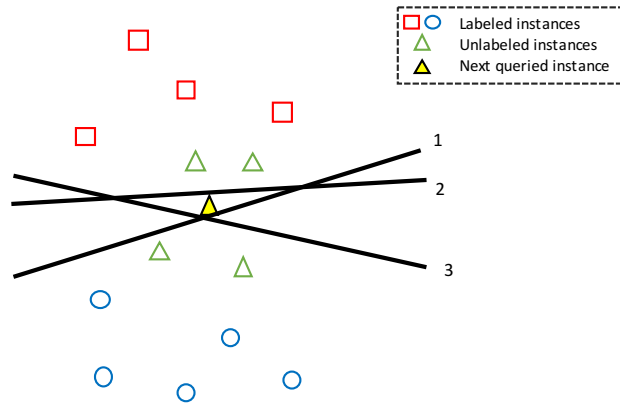 Labeled instances
Unlabeled instances
Next queried instance
1
2
3